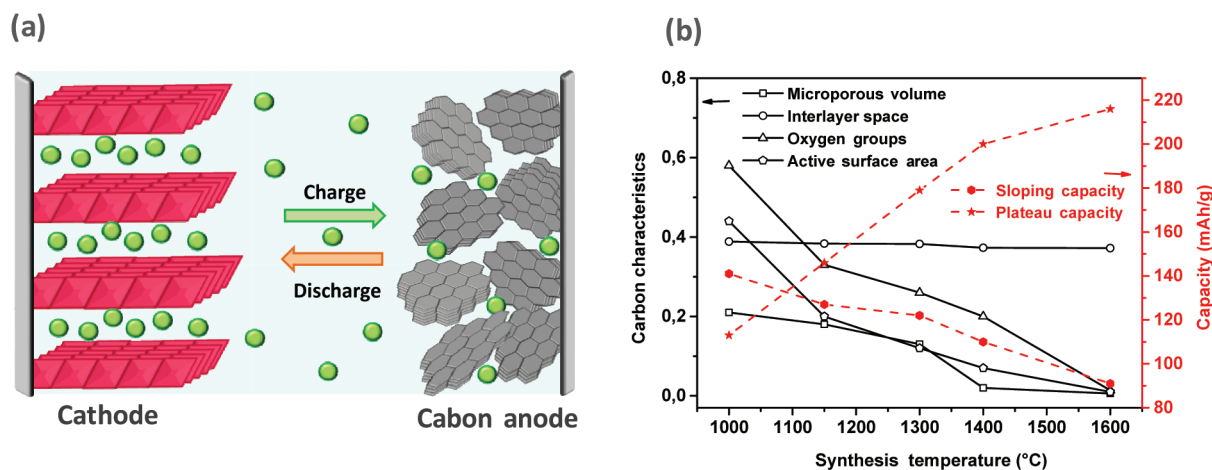 (a)
Charge
Discharge
Cathode
Cabon anode
(b)
0,8
0,6
0,4
0,2
0,0
Carbon characteristics
Microporous volume
Interlayer space
Oxygen groups
Active surface area
Sloping capacity
Plateau capacity
220
200
180
160
140
120
100
80
Capacity (mAh/g)
1000 1100 1200 1300 1400 1500 1600
Synthesis temperature (°C)